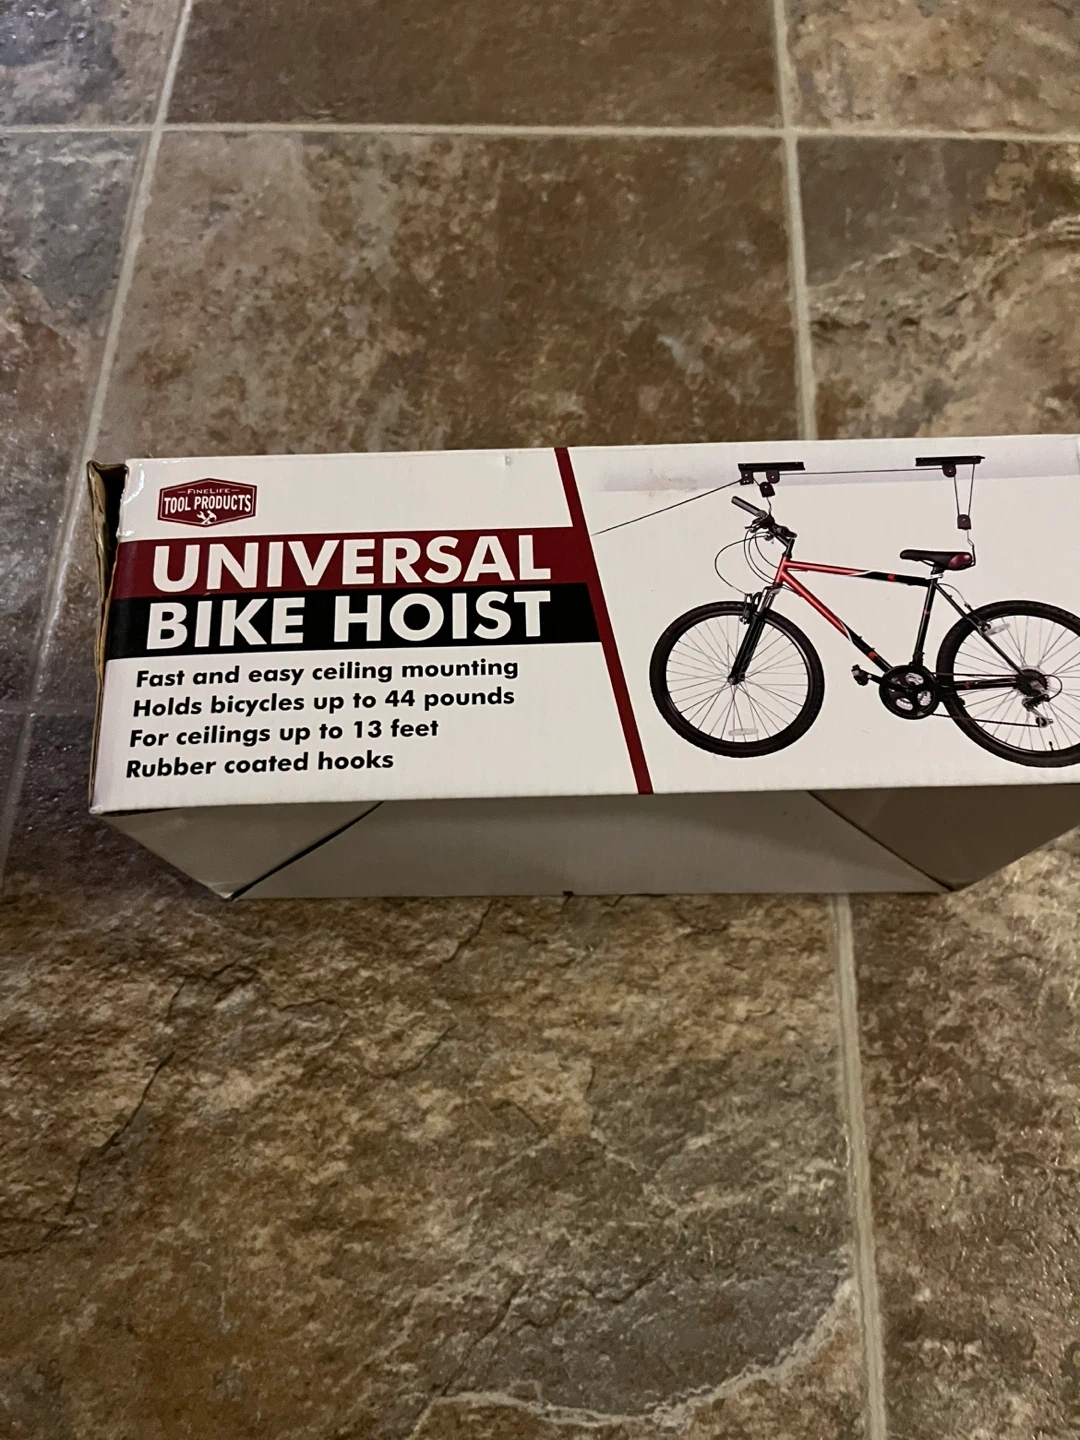 FINELIFE
TOOL PRODUCTS
UNIVERSAL
BIKE HOIST
Fast and easy ceiling mounting
Holds bicycles up to 44 pounds
For ceilings up to 13 feet
Rubber coated hooks